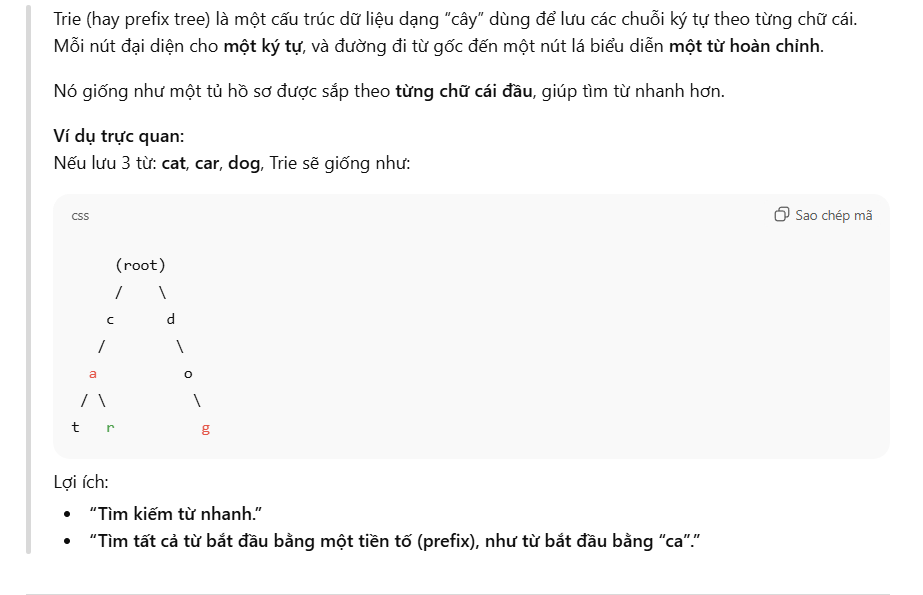 Trie (hay prefix tree) là một cấu trúc dữ liệu dạng “cây” dùng để lưu các chuỗi ký tự theo từng chữ cái.
Mỗi nút đại diện cho một ký tự, và đường đi từ gốc đến một nút lá biểu diễn một từ hoàn chỉnh.
Nó giống như một tủ hồ sơ được sắp theo từng chữ cái đầu, giúp tìm từ nhanh hơn.
Ví dụ trực quan:
Nếu lưu 3 từ: cat, car, dog, Trie sẽ giống như:
css Sao chép mã
(root)
/ \
c d
/ \
a o
/ \ \
t r g
Lợi ích:
• “Tìm kiếm từ nhanh.”
• “Tìm tất cả từ bắt đầu bằng một tiền tố (prefix), như từ bắt đầu bằng “ca”.”